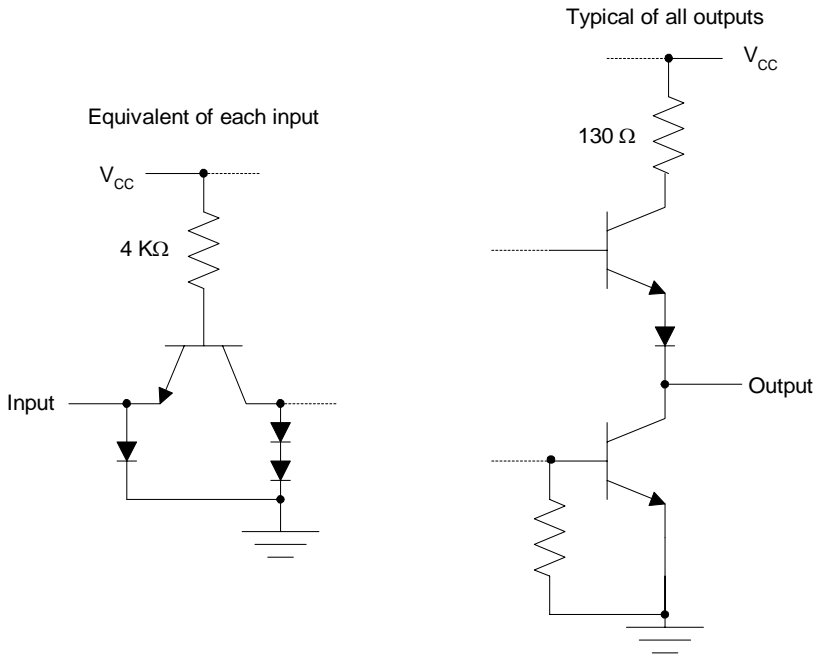 Equivalent of each input
V_CC
4 KΩ
Input
Typical of all outputs
V_CC
130 Ω
Output